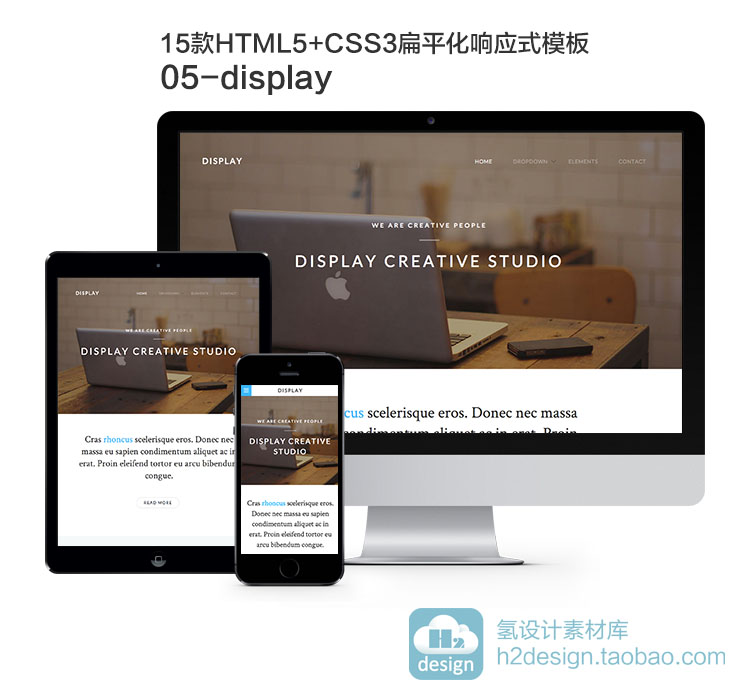 15款HTML5+CSS3扁平化响应式模板
05-display
DISPLAY
HOME DROPDOWN ELEMENTS CONTACT
WE ARE CREATIVE PEOPLE
DISPLAY CREATIVE STUDIO
cus scelerisque eros. Donec nec massa
condimentum aliquet ac in erat. Proin
DISPLAY
HOME DROPDOWN ELEMENTS CONTACT
WE ARE CREATIVE PEOPLE
DISPLAY CREATIVE STUDIO
Cras rhoncus scelerisque eros. Donec nec
massa eu sapien condimentum aliquet ac in
erat. Proin eleifend tortor eu arcu bibendum
congue.
READ MORE
DISPLAY
WE ARE CREATIVE PEOPLE
DISPLAY CREATIVE
STUDIO
Cras rhoncus scelerisque eros.
Donec nec massa eu sapien
condimentum aliquet ac in
erat. Proin eleifend tortor eu
arcu bibendum congue.
H2
design
氢设计素材库
h2design.taobao.com